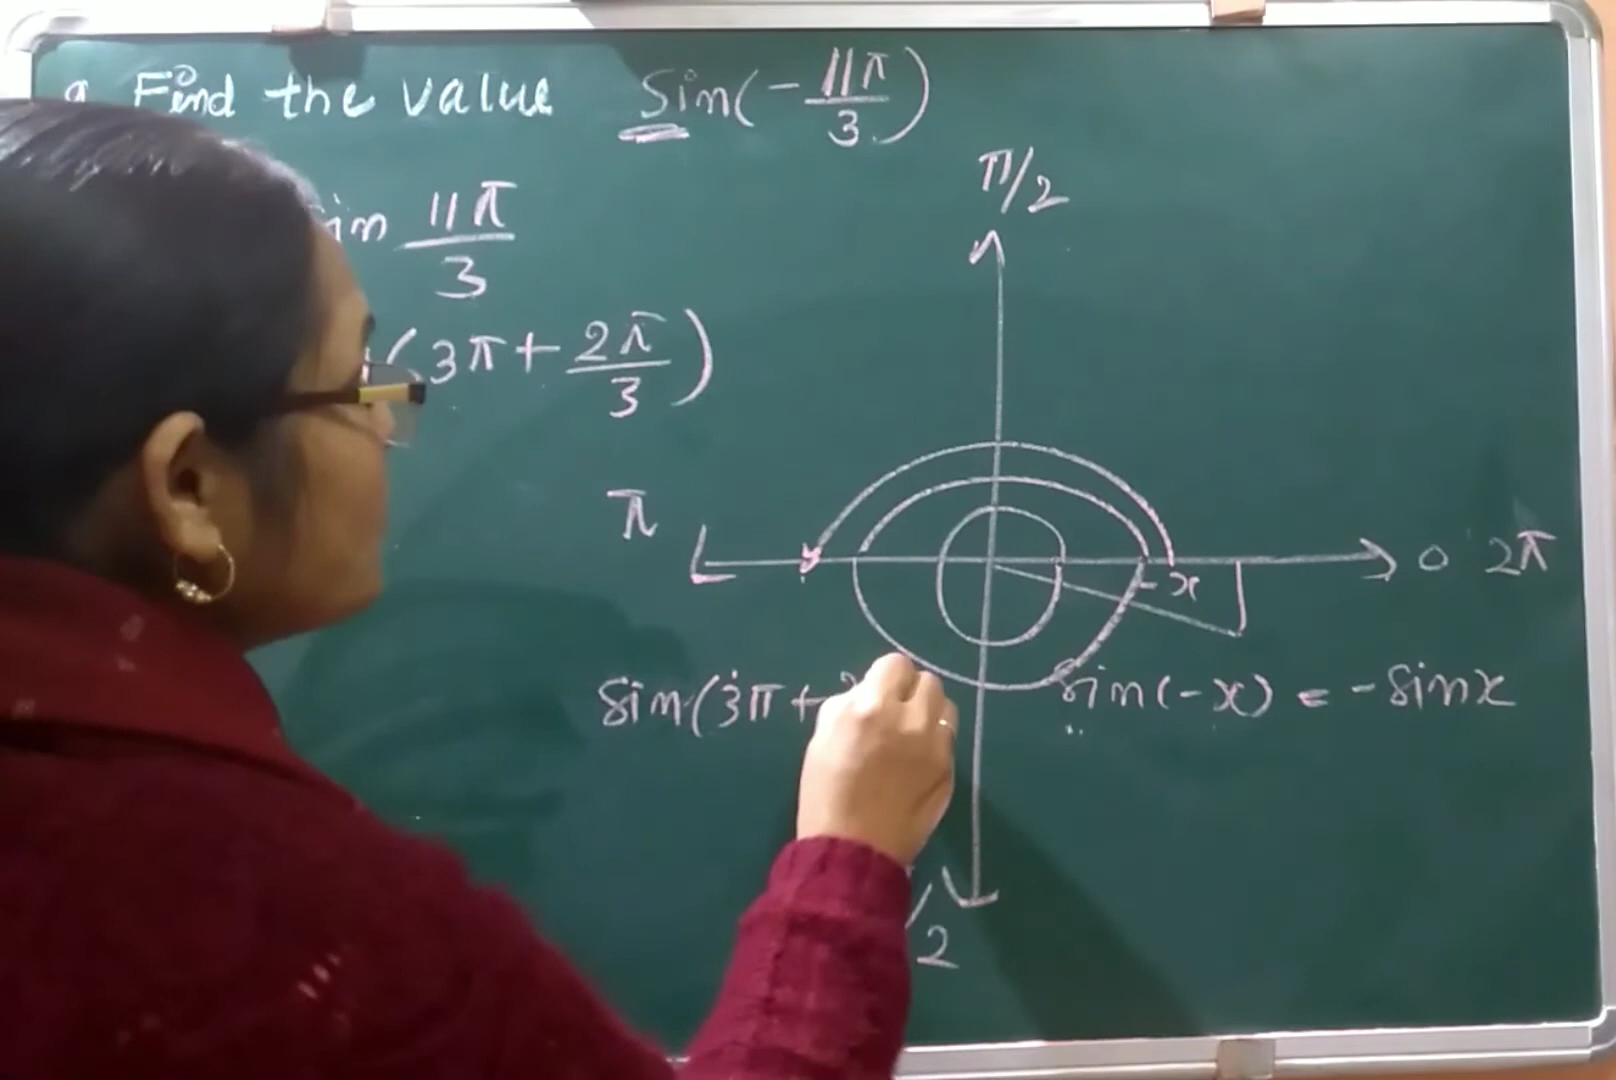 Find the value Sin(-11π/3)
in 11π/3
(3π+2π/3)
π/2
π
0 2π
-x
Sin(3π+
Sin(-x) = -Sinx
/2